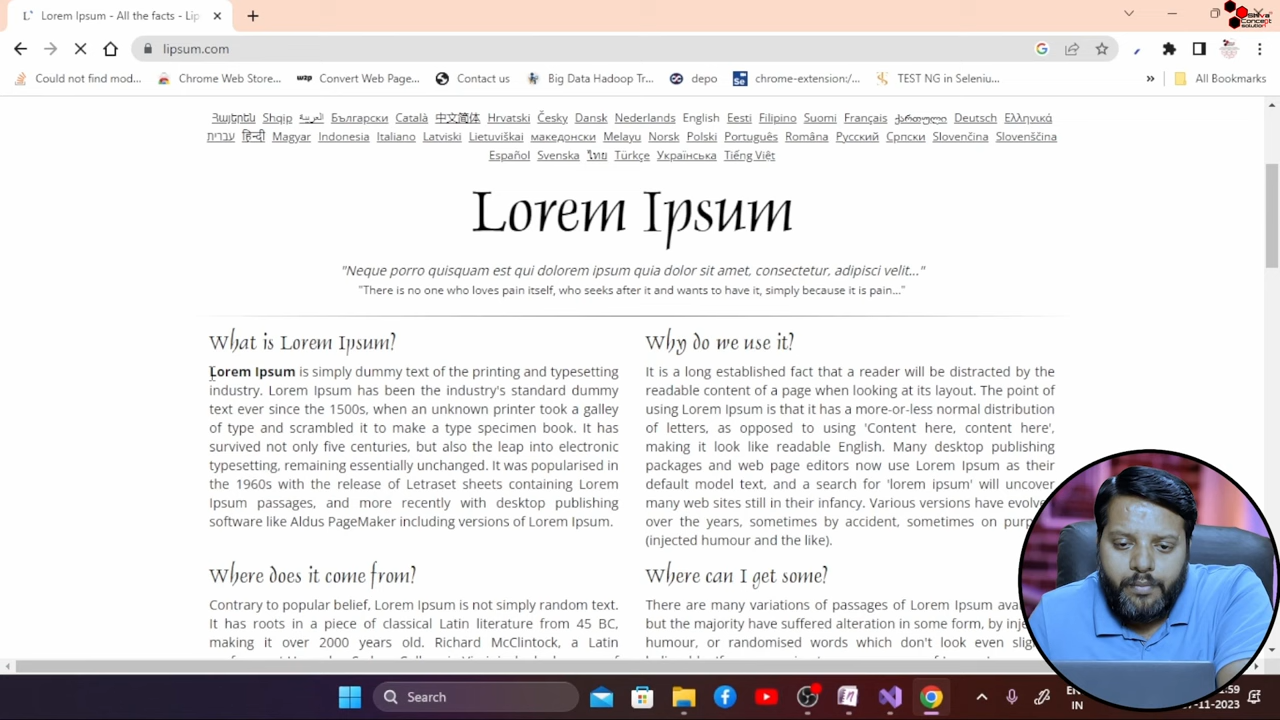 Lorem Ipsum - All the facts - Lip
Shiva Concept Solution
lipsum.com
Could not find mod... Chrome Web Store... Convert Web Page... Contact us Big Data Hadoop Tr... depo chrome-extension:/... TEST NG in Seleniu... » All Bookmarks
Հայերեն Shqip العربية Български Català 中文简体 Hrvatski Česky Dansk Nederlands English Eesti Filipino Suomi Français ქართული Deutsch Ελληνικά
עברית हिन्दी Magyar Indonesia Italiano Latviski Lietuviškai македонски Melayu Norsk Polski Português Româna Русский Српски Slovenčina Slovenščina
Español Svenska ไทย Türkçe Українська Tiếng Việt
Lorem Ipsum
"Neque porro quisquam est qui dolorem ipsum quia dolor sit amet, consectetur, adipisci velit..."
"There is no one who loves pain itself, who seeks after it and wants to have it, simply because it is pain..."
What is Lorem Ipsum?
Lorem Ipsum is simply dummy text of the printing and typesetting
industry. Lorem Ipsum has been the industry's standard dummy
text ever since the 1500s, when an unknown printer took a galley
of type and scrambled it to make a type specimen book. It has
survived not only five centuries, but also the leap into electronic
typesetting, remaining essentially unchanged. It was popularised in
the 1960s with the release of Letraset sheets containing Lorem
Ipsum passages, and more recently with desktop publishing
software like Aldus PageMaker including versions of Lorem Ipsum.
Why do we use it?
It is a long established fact that a reader will be distracted by the
readable content of a page when looking at its layout. The point of
using Lorem Ipsum is that it has a more-or-less normal distribution
of letters, as opposed to using 'Content here, content here',
making it look like readable English. Many desktop publishing
packages and web page editors now use Lorem Ipsum as their
default model text, and a search for 'lorem ipsum' will uncover
many web sites still in their infancy. Various versions have evolve
over the years, sometimes by accident, sometimes on purp
(injected humour and the like).
Where does it come from?
Contrary to popular belief, Lorem Ipsum is not simply random text.
It has roots in a piece of classical Latin literature from 45 BC,
making it over 2000 years old. Richard McClintock, a Latin
Where can I get some?
There are many variations of passages of Lorem Ipsum ava
but the majority have suffered alteration in some form, by inje
humour, or randomised words which don't look even slig
Search
EN
IN
:59
-11-2023